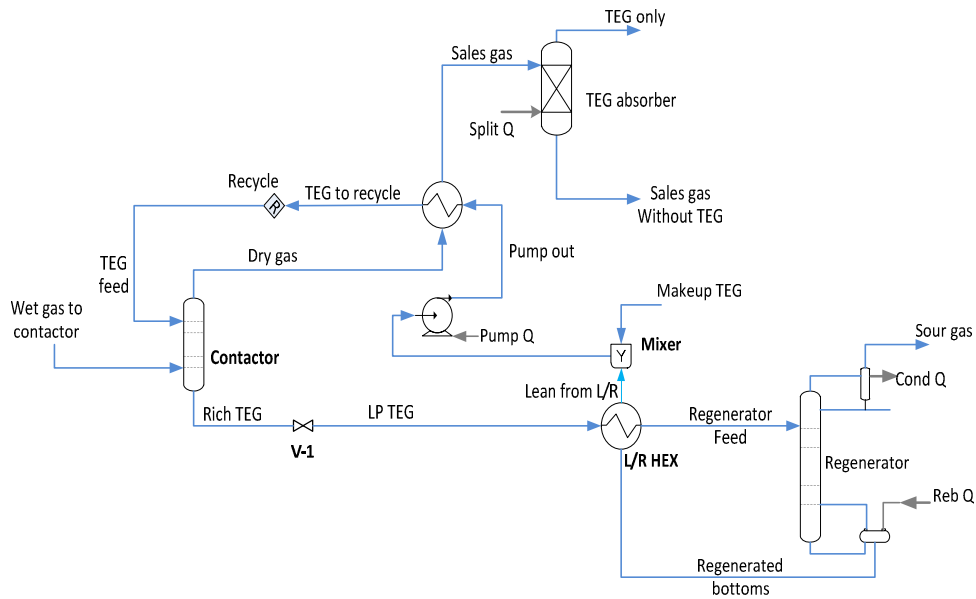 TEG only
Sales gas
TEG absorber
Split Q
Recycle
TEG to recycle
R
Sales gas
Without TEG
Dry gas
Pump out
TEG
feed
Wet gas to
contactor
Makeup TEG
Pump Q
Mixer
Y
Sour gas
Contactor
Cond Q
Lean from L/R
Rich TEG
LP TEG
Regenerator
Feed
V-1
L/R HEX
Regenerator
Reb Q
Regenerated
bottoms